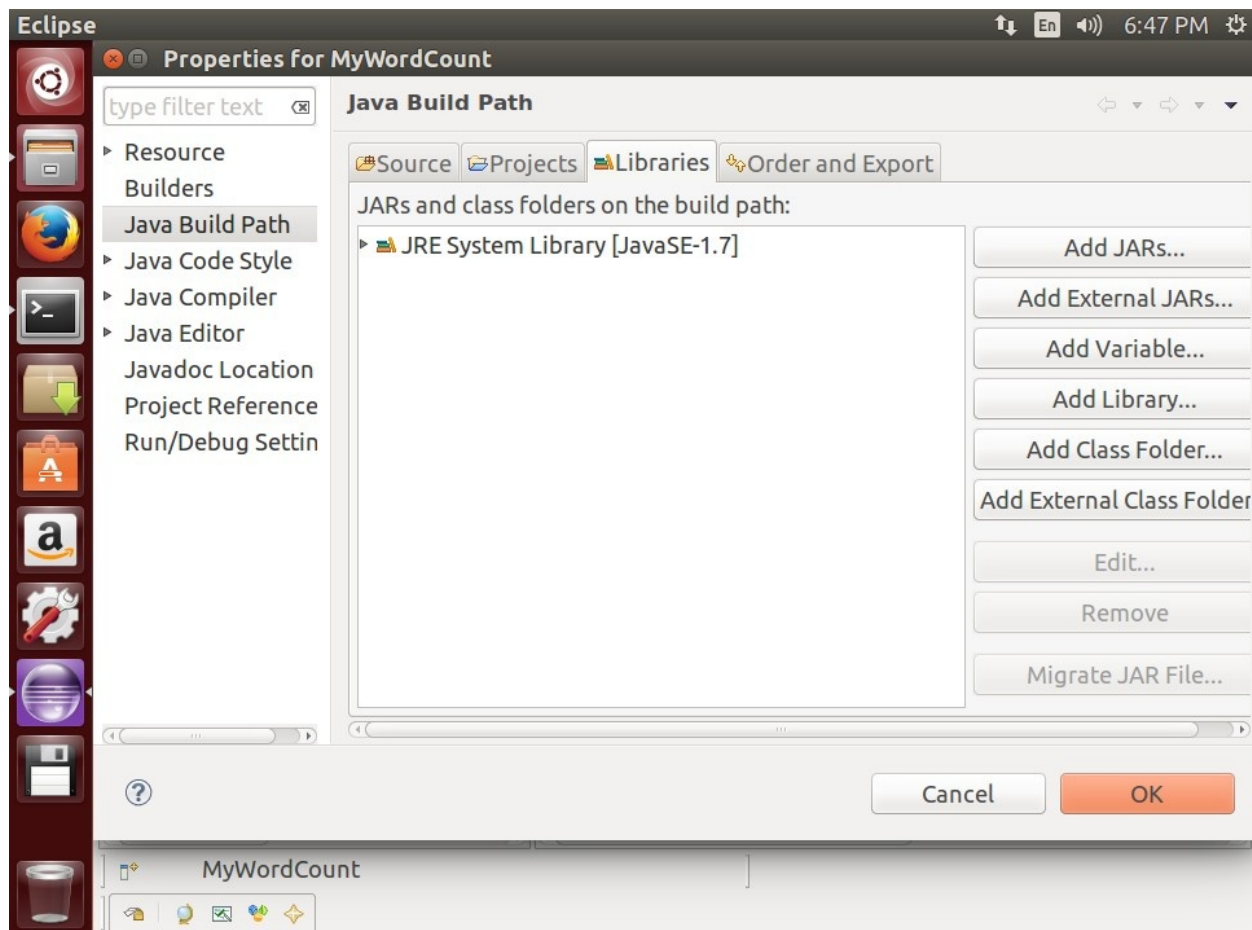 Eclipse
En
6:47 PM
Properties for MyWordCount
type filter text
Java Build Path
Resource
Builders
Java Build Path
Java Code Style
Java Compiler
Java Editor
Javadoc Location
Project Reference
Run/Debug Settin
Source
Projects
Libraries
Order and Export
JARs and class folders on the build path:
JRE System Library [JavaSE-1.7]
Add JARs...
Add External JARs...
Add Variable...
Add Library...
Add Class Folder...
Add External Class Folder
Edit...
Remove
Migrate JAR File...
Cancel
OK
MyWordCount